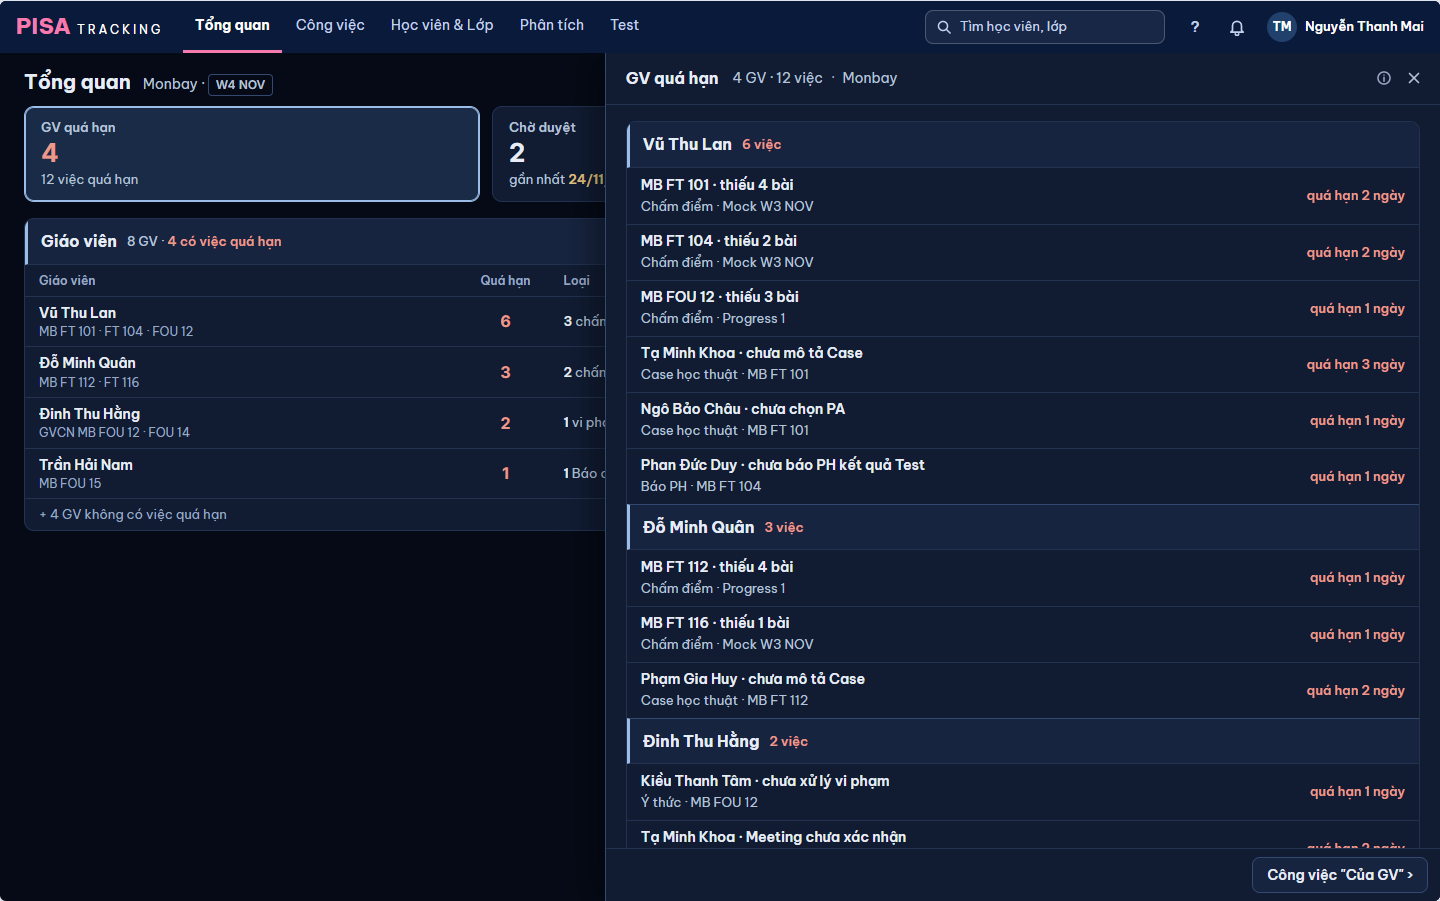 PISA TRACKING
Tổng quan
Công việc
Học viên & Lớp
Phân tích
Test
Tìm học viên, lớp
?
TM
Nguyễn Thanh Mai
Tổng quan Monbay · W4 NOV
GV quá hạn
4
12 việc quá hạn
Chờ duyệt
2
gần nhất 24/11
Giáo viên 8 GV · 4 có việc quá hạn
Giáo viên Quá hạn Loại
Vũ Thu Lan
MB FT 101 · FT 104 · FOU 12
6
3 chấm
Đỗ Minh Quân
MB FT 112 · FT 116
3
2 chấm
Đinh Thu Hằng
GVCN MB FOU 12 · FOU 14
2
1 vi
Trần Hải Nam
MB FOU 15
1
1 Báo
+ 4 GV không có việc quá hạn
GV quá hạn 4 GV · 12 việc · Monbay
Vũ Thu Lan 6 việc
MB FT 101 · thiếu 4 bài
Chấm điểm · Mock W3 NOV
quá hạn 2 ngày
MB FT 104 · thiếu 2 bài
Chấm điểm · Mock W3 NOV
quá hạn 2 ngày
MB FOU 12 · thiếu 3 bài
Chấm điểm · Progress 1
quá hạn 1 ngày
Tạ Minh Khoa · chưa mô tả Case
Case học thuật · MB FT 101
quá hạn 3 ngày
Ngô Bảo Châu · chưa chọn PA
Case học thuật · MB FT 101
quá hạn 1 ngày
Phan Đức Duy · chưa báo PH kết quả Test
Báo PH · MB FT 104
quá hạn 1 ngày
Đỗ Minh Quân 3 việc
MB FT 112 · thiếu 4 bài
Chấm điểm · Progress 1
quá hạn 1 ngày
MB FT 116 · thiếu 1 bài
Chấm điểm · Mock W3 NOV
quá hạn 1 ngày
Phạm Gia Huy · chưa mô tả Case
Case học thuật · MB FT 112
quá hạn 2 ngày
Đinh Thu Hằng 2 việc
Kiều Thanh Tâm · chưa xử lý vi phạm
Ý thức · MB FOU 12
quá hạn 1 ngày
Tạ Minh Khoa · Meeting chưa xác nhận
quá hạn 2 ngày
Công việc "Của GV" ›